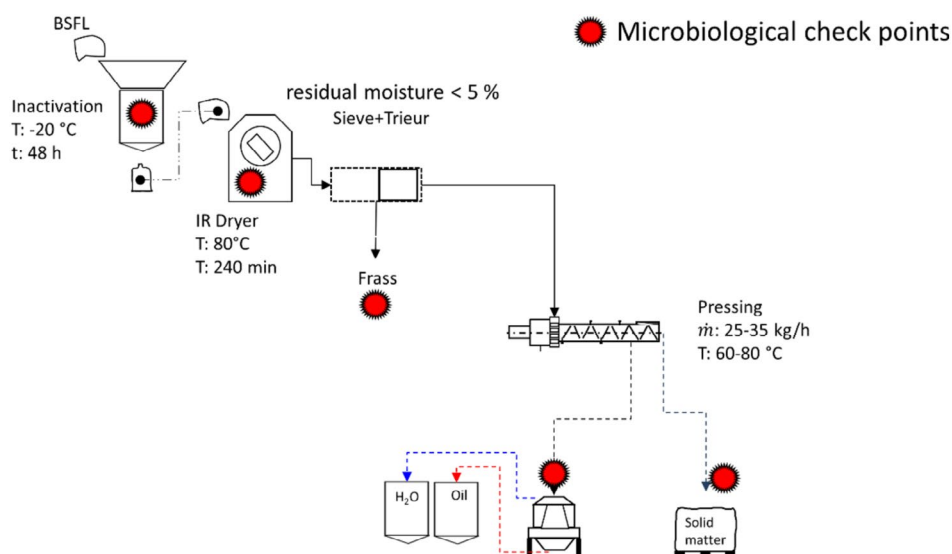 BSFL
Microbiological check points
Inactivation
T: -20 °C
t: 48 h
residual moisture < 5 %
Sieve+Trieur
IR Dryer
T: 80°C
T: 240 min
Frass
Pressing
ṁ: 25-35 kg/h
T: 60-80 °C
H₂O
Oil
Solid
matter